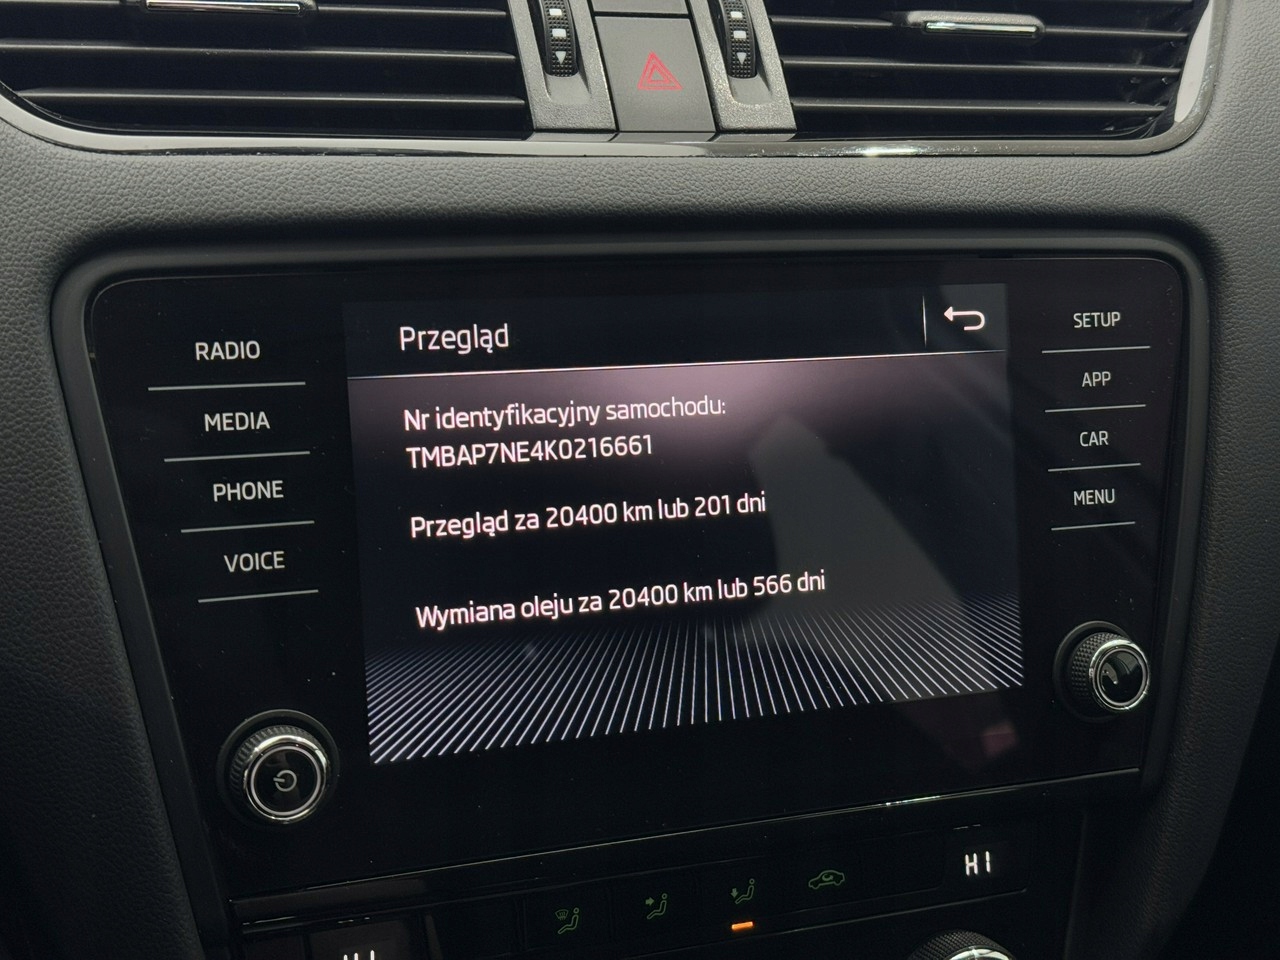 Przegląd
Nr identyfikacyjny samochodu:
TMBAP7NE4K0216661
Przegląd za 20400 km lub 201 dni
Wymiana oleju za 20400 km lub 566 dni
RADIO
MEDIA
PHONE
VOICE
SETUP
APP
CAR
MENU
HI